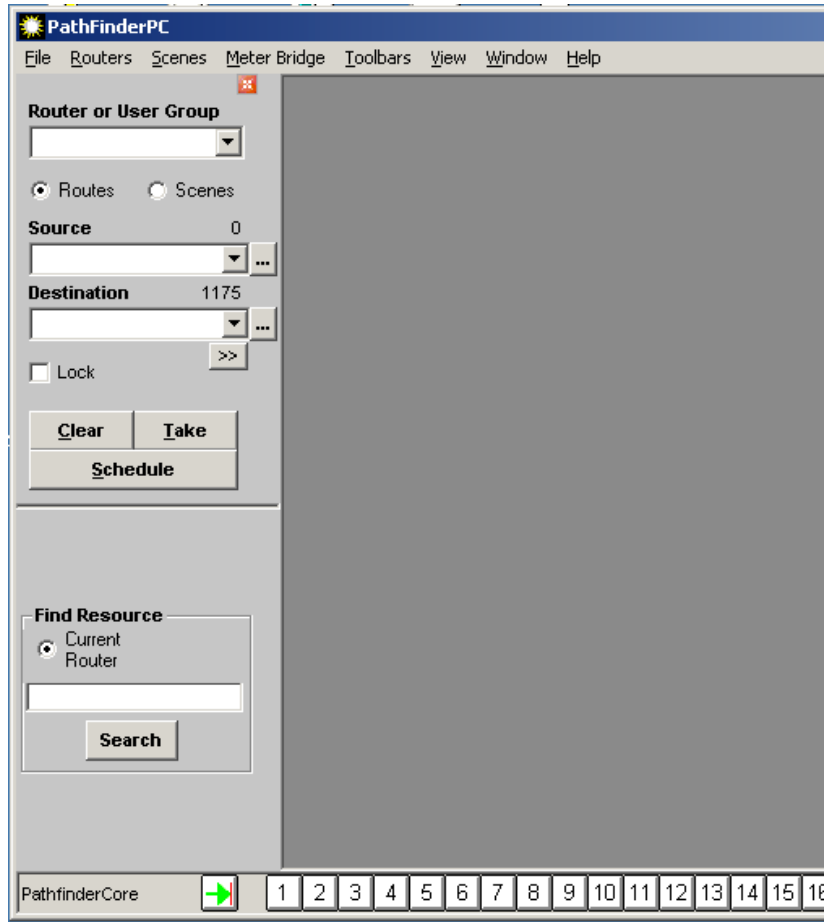 PathFinderPC
File Routers Scenes Meter Bridge Toolbars View Window Help
Router or User Group
Routes Scenes
Source 0
...
Destination 1175
...
>>
Lock
Clear Take
Schedule
Find Resource
Current
Router
Search
PathfinderCore 1 2 3 4 5 6 7 8 9 10 11 12 13 14 15 16